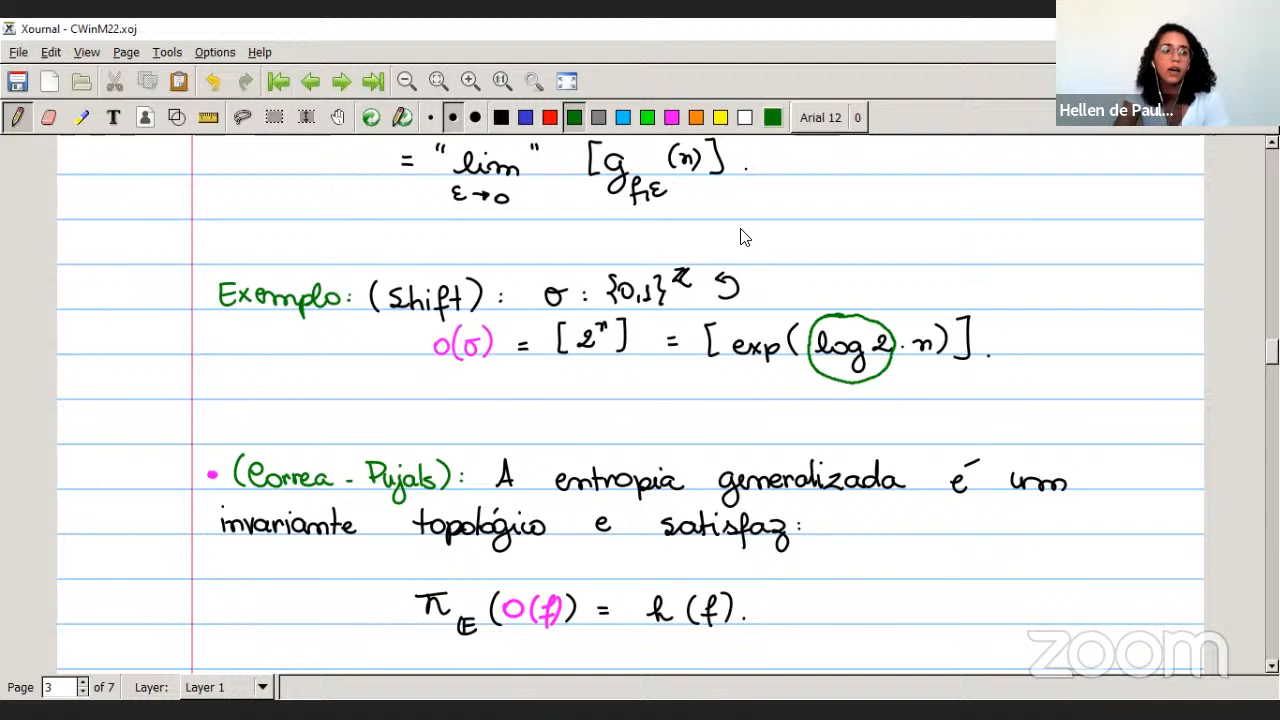 Xournal - CWinM22.xoj
File Edit View Page Tools Options Help
Arial 12 0
Hellen de Paul...
= "lim" [g_{f,ε}(n)].
ε→0
Exemplo: (Shift): σ: {0,1}^ℤ ↺
O(σ) = [2^n] = [exp(log 2 · n)].
• (Correa - Pujals): A entropia generalizada é um
invariante topológico e satisfaz:
π_𝔼 (O(f)) = h(f).
zoom
Page 3 of 7 Layer: Layer 1